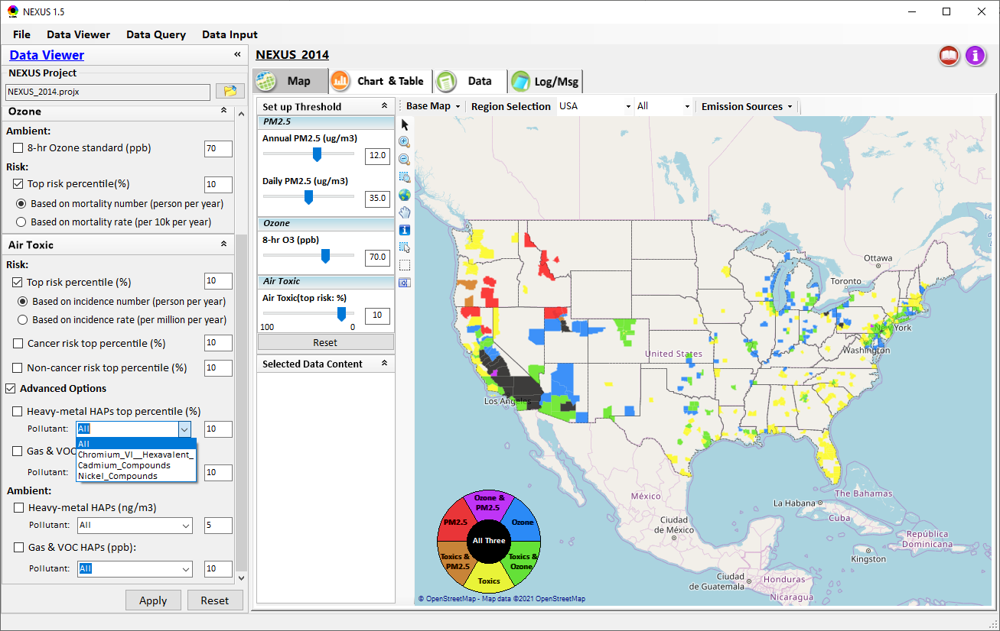 NEXUS 1.5
File Data Viewer Data Query Data Input
Data Viewer «
NEXUS Project
NEXUS_2014.projx
Ozone
Ambient:
8-hr Ozone standard (ppb) 70
Risk:
Top risk percentile(%) 10
Based on mortality number (person per year)
Based on mortality rate (per 10k per year)
Air Toxic
Risk:
Top risk percentile (%) 10
Based on incidence number (person per year)
Based on incidence rate (per million per year)
Cancer risk top percentile (%) 10
Non-cancer risk top percentile (%) 10
Advanced Options
Heavy-metal HAPs top percentile (%)
Pollutant: All 10
All
Chromium_VI__Hexavalent_
Cadmium_Compounds
Nickel_Compounds
Gas & VOC
Pollutant: 10
Ambient:
Heavy-metal HAPs (ng/m3)
Pollutant: All 5
Gas & VOC HAPs (ppb):
Pollutant: All 10
Apply Reset
NEXUS_2014
Map Chart & Table Data Log/Msg
Set up Threshold
PM2.5
Annual PM2.5 (ug/m3)
12.0
Daily PM2.5 (ug/m3)
35.0
Ozone
8-hr O3 (ppb)
70.0
Air Toxic
Air Toxic(top risk: %)
10
100 0
Reset
Selected Data Content
Base Map Region Selection USA All Emission Sources
Ottawa
Toronto
New York
Washington
United States
Los Angeles
México
Ciudad
de México
La Habana
The Bahamas
Cuba
República
Dominicana
Kingston
Ciudad
de Guatemala
Honduras
Nicaragua
Ozone &
PM2.5
PM2.5
Ozone
All Three
Toxics &
PM2.5
Toxics &
Ozone
Toxics
© OpenStreetMap - Map data ©2021 OpenStreetMap